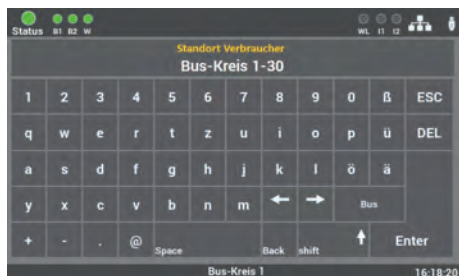 Status B1 B2 W WL I1 I2
Standort Verbraucher
Bus-Kreis 1-30
1 2 3 4 5 6 7 8 9 0 ß ESC
q w e r t z u i o p ü DEL
a s d f g h j k l ö ä
y x c v b n m Bus
+ - . @ Space Back shift Enter
Bus-Kreis 1 16:18:20